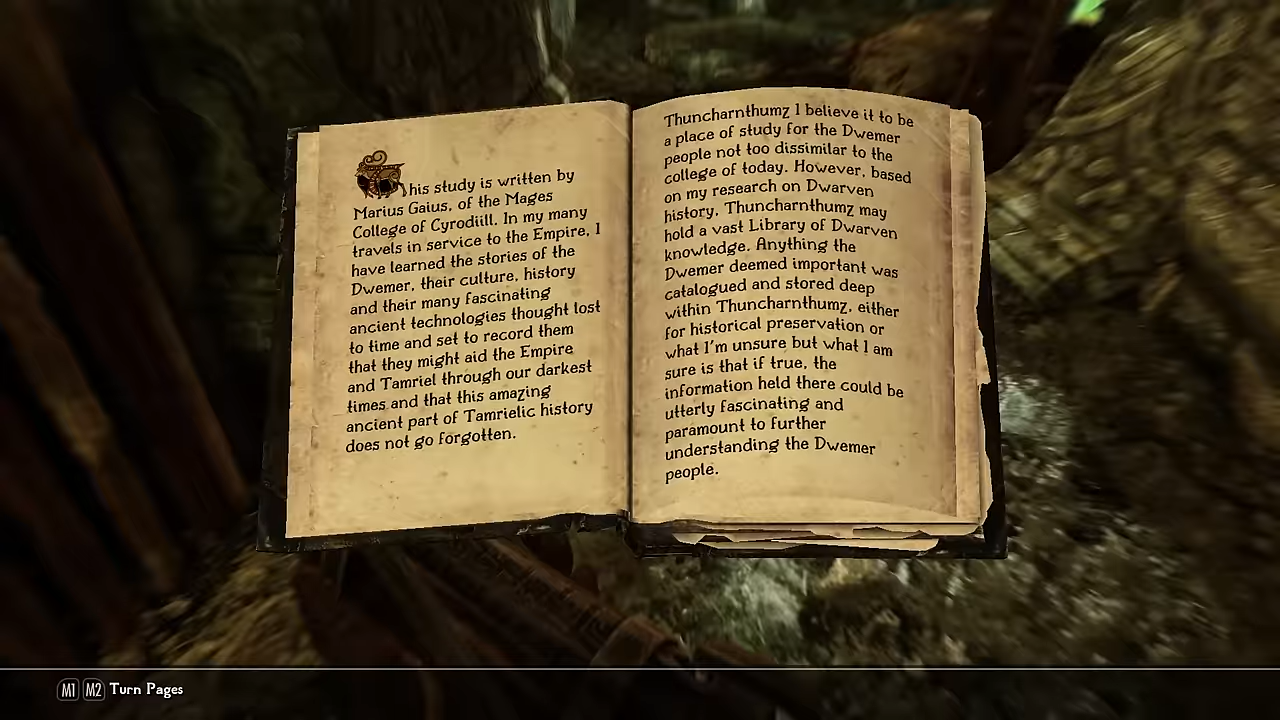 This study is written by
Marius Gaius, of the Mages
College of Cyrodiill. In my many
travels in service to the Empire, I
have learned the stories of the
Dwemer, their culture, history
and their many fascinating
ancient technologies thought lost
to time and set to record them
that they might aid the Empire
and Tamriel through our darkest
times and that this amazing
ancient part of Tamrielic history
does not go forgotten.
Thuncharnthumz I believe it to be
a place of study for the Dwemer
people not too dissimilar to the
college of today. However, based
on my research on Dwarven
history, Thuncharnthumz may
hold a vast Library of Dwarven
knowledge. Anything the
Dwemer deemed important was
catalogued and stored deep
within Thuncharnthumz, either
for historical preservation or
what I'm unsure but what I am
sure is that if true, the
information held there could be
utterly fascinating and
paramount to further
understanding the Dwemer
people.
M1 M2 Turn Pages